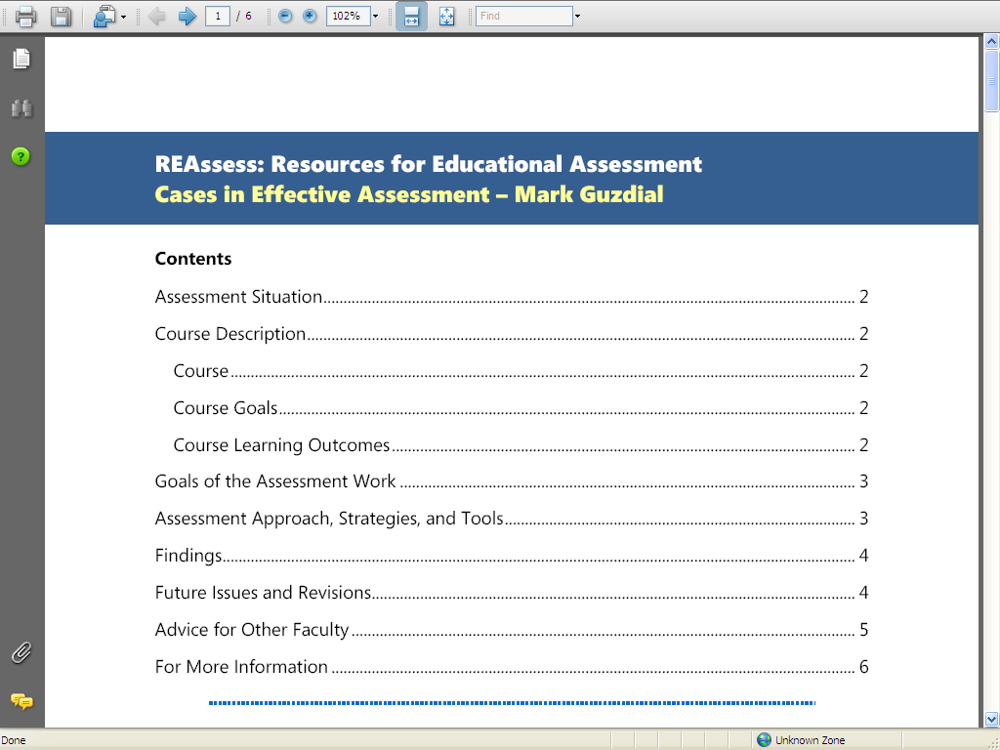 1 / 6 102% Find
REAssess: Resources for Educational Assessment
Cases in Effective Assessment – Mark Guzdial
Contents
Assessment Situation 2
Course Description 2
Course 2
Course Goals 2
Course Learning Outcomes 2
Goals of the Assessment Work 3
Assessment Approach, Strategies, and Tools 3
Findings 4
Future Issues and Revisions 4
Advice for Other Faculty 5
For More Information 6
Done Unknown Zone